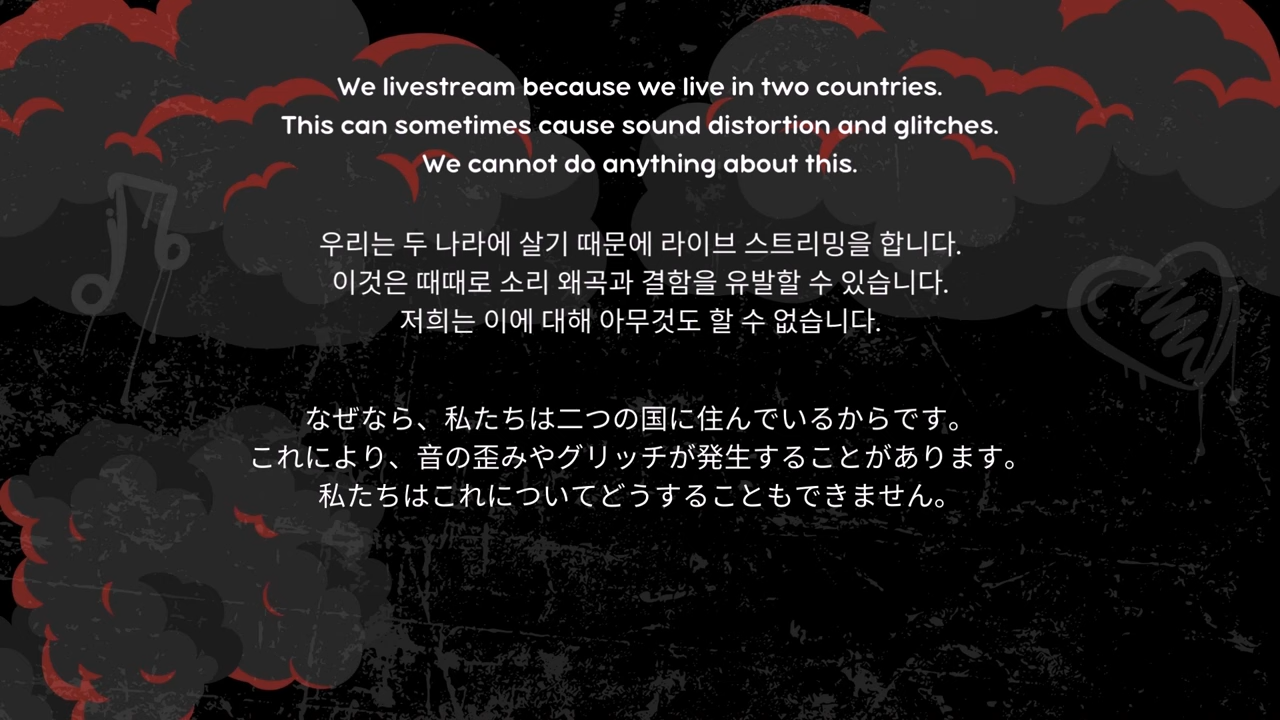 We livestream because we live in two countries.
This can sometimes cause sound distortion and glitches.
We cannot do anything about this.
우리는 두 나라에 살기 때문에 라이브 스트리밍을 합니다.
이것은 때때로 소리 왜곡과 결함을 유발할 수 있습니다.
저희는 이에 대해 아무것도 할 수 없습니다.
なぜなら、私たちは二つの国に住んでいるからです。
これにより、音の歪みやグリッチが発生することがあります。
私たちはこれについてどうすることもできません。